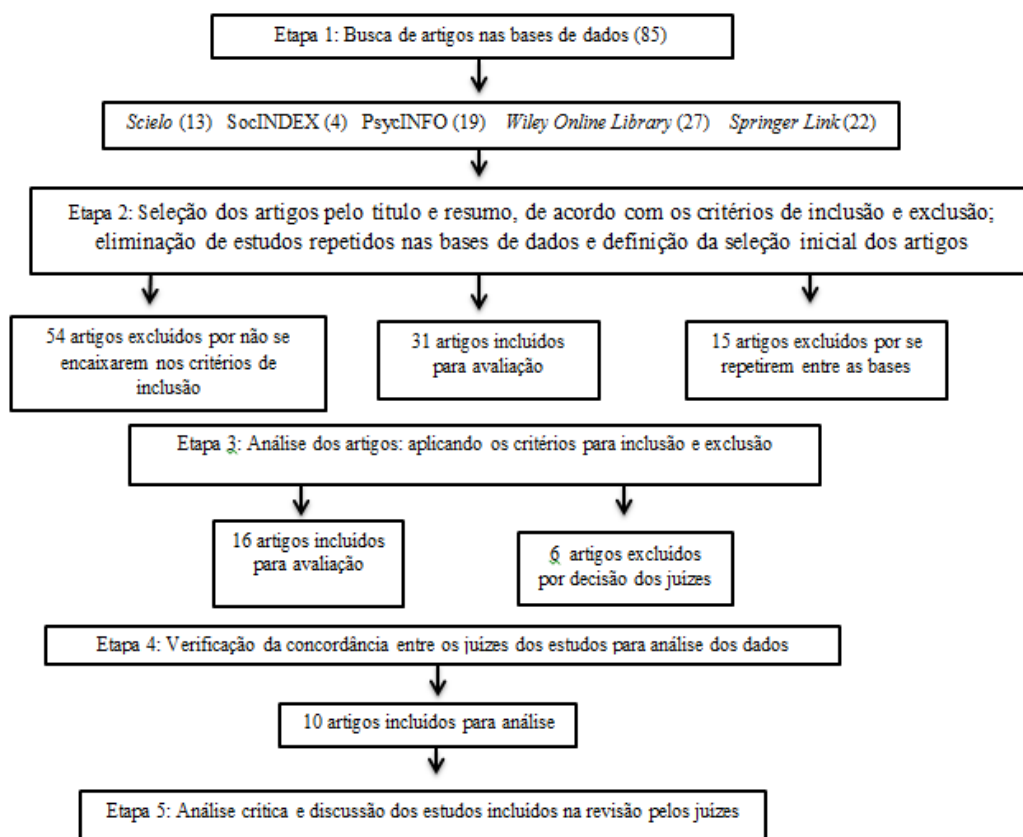 Etapa 1: Busca de artigos nas bases de dados (85)
Scielo (13) SocINDEX (4) PsycINFO (19) Wiley Online Library (27) Springer Link (22)
Etapa 2: Seleção dos artigos pelo título e resumo, de acordo com os critérios de inclusão e exclusão;
eliminação de estudos repetidos nas bases de dados e definição da seleção inicial dos artigos
54 artigos excluídos por não se
encaixarem nos critérios de
inclusão
31 artigos incluídos
para avaliação
15 artigos excluídos por se
repetirem entre as bases
Etapa 3: Análise dos artigos: aplicando os critérios para inclusão e exclusão
16 artigos incluídos
para avaliação
6 artigos excluídos
por decisão dos juízes
Etapa 4: Verificação da concordância entre os juízes dos estudos para análise dos dados
10 artigos incluídos para análise
Etapa 5: Análise crítica e discussão dos estudos incluídos na revisão pelos juízes